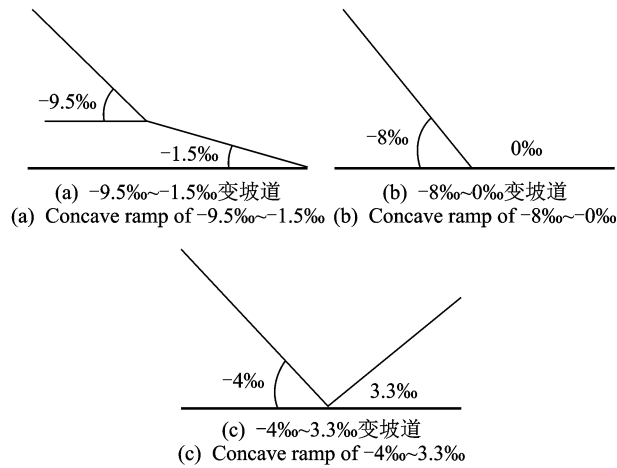 −9.5‰
−1.5‰
(a) −9.5‰~−1.5‰变坡道
(a) Concave ramp of −9.5‰~−1.5‰
−8‰
0‰
(b) −8‰~0‰变坡道
(b) Concave ramp of −8‰~−0‰
−4‰
3.3‰
(c) −4‰~3.3‰变坡道
(c) Concave ramp of −4‰~3.3‰